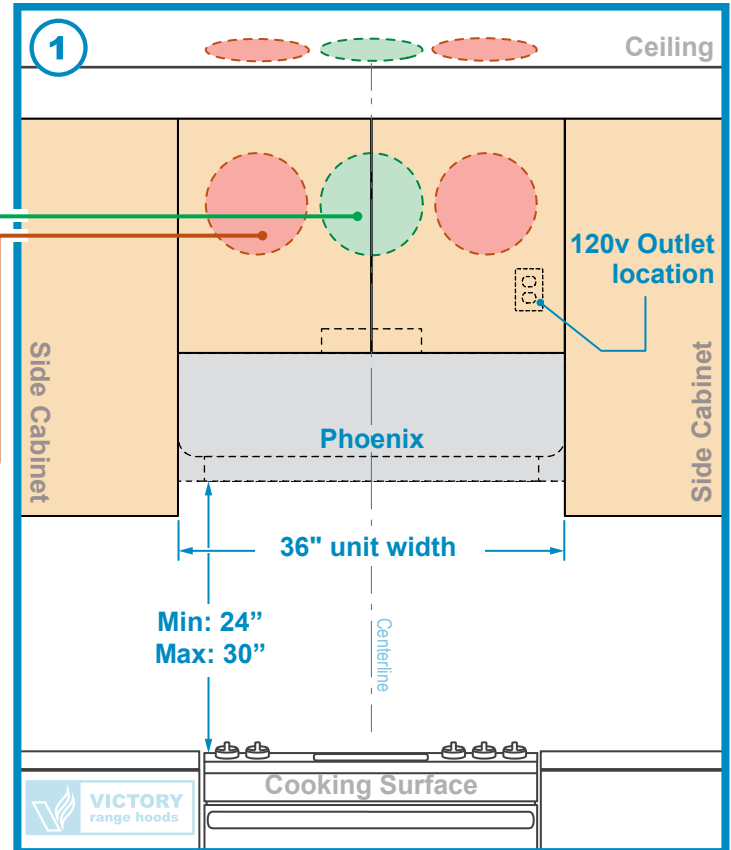 1
Ceiling
120v Outlet
location
Side Cabinet
Side Cabinet
Phoenix
36" unit width
Min: 24”
Max: 30”
Centerline
Cooking Surface
VICTORY
range hoods